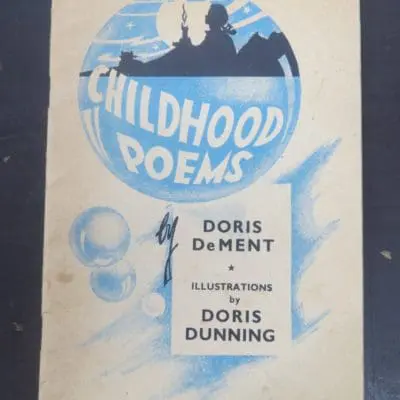 CHILDHOOD
POEMS
by
DORIS
DeMENT
★
ILLUSTRATIONS
by
DORIS
DUNNING